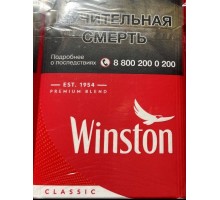 ЧИТЕЛЬНАЯ
СМЕРТЬ
Подробнее
о последствиях
8 800 200 0 200
EST. 1954
PREMIUM BLEND
Winston
CLASSIC